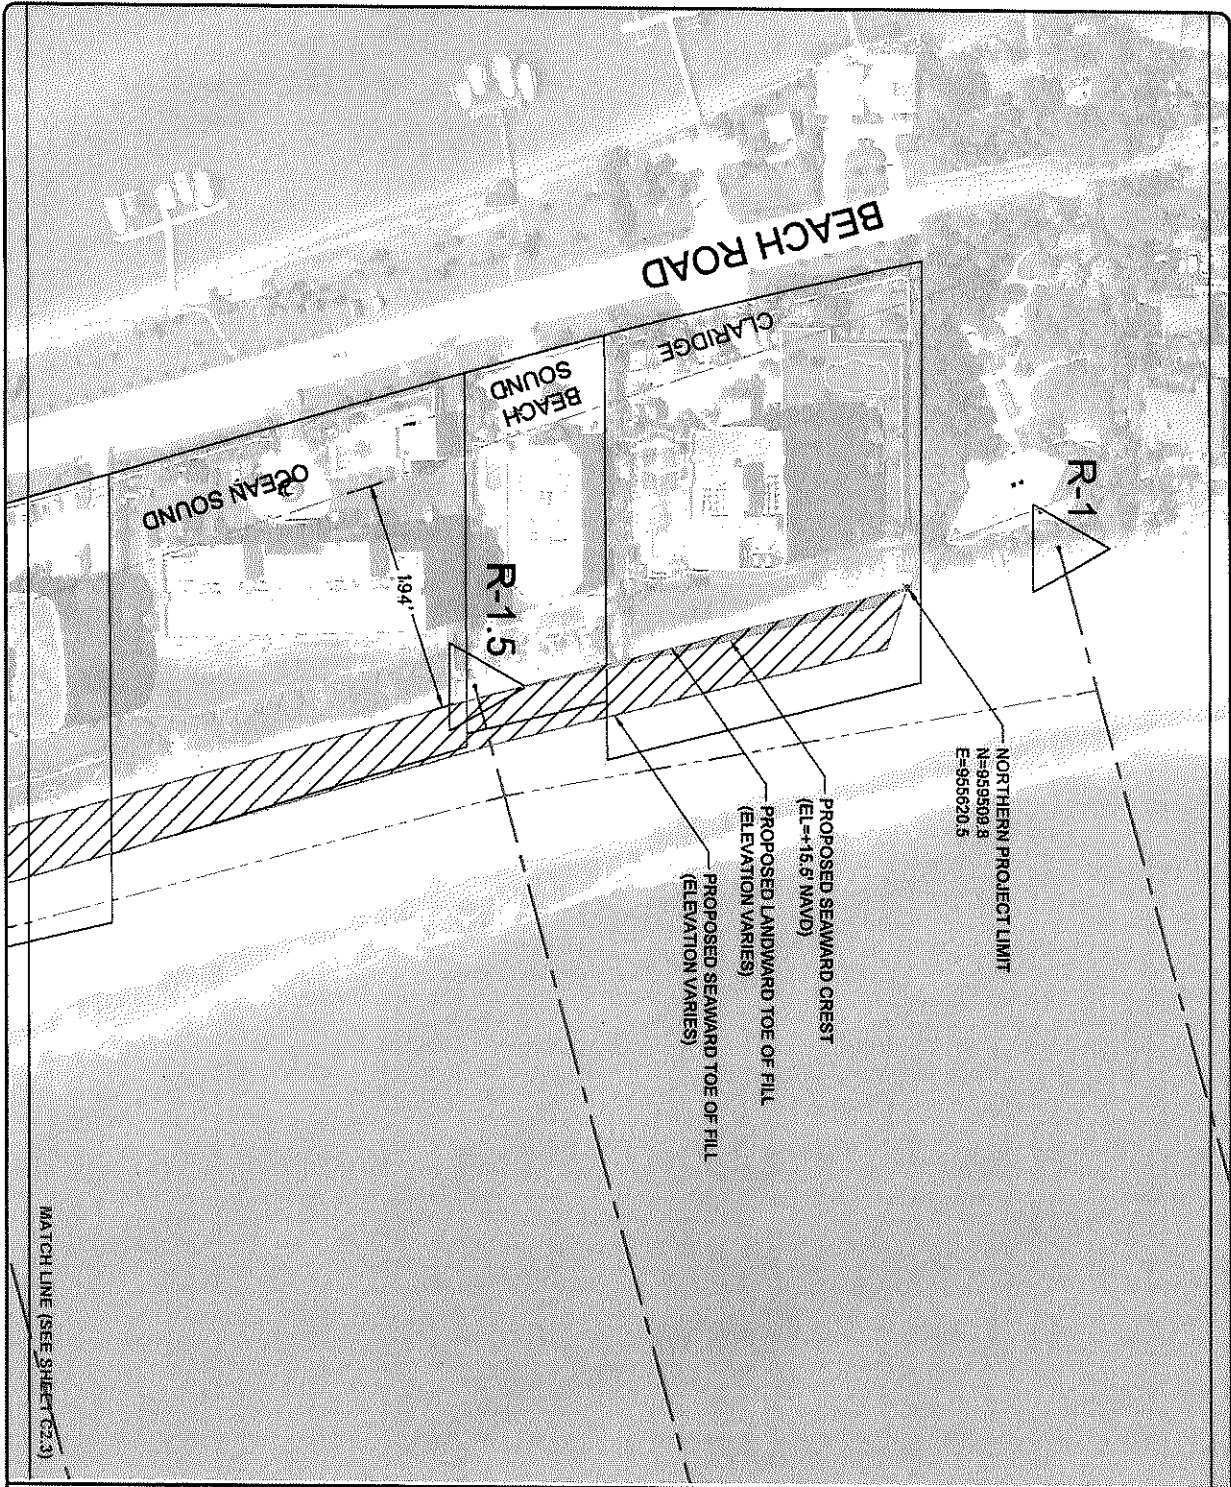 BEACH ROAD
CLARIDGE
BEACH
SOUND
OCEAN SOUND
R-1
R-1.5
194'
NORTHERN PROJECT LIMIT
N=959509.8
E=955620.5
PROPOSED SEAWARD CREST
(EL=+15.5' NAVD)
PROPOSED LANDWARD TOE OF FILL
(ELEVATION VARIES)
PROPOSED SEAWARD TOE OF FILL
(ELEVATION VARIES)
MATCH LINE (SEE SHEET C2.3)